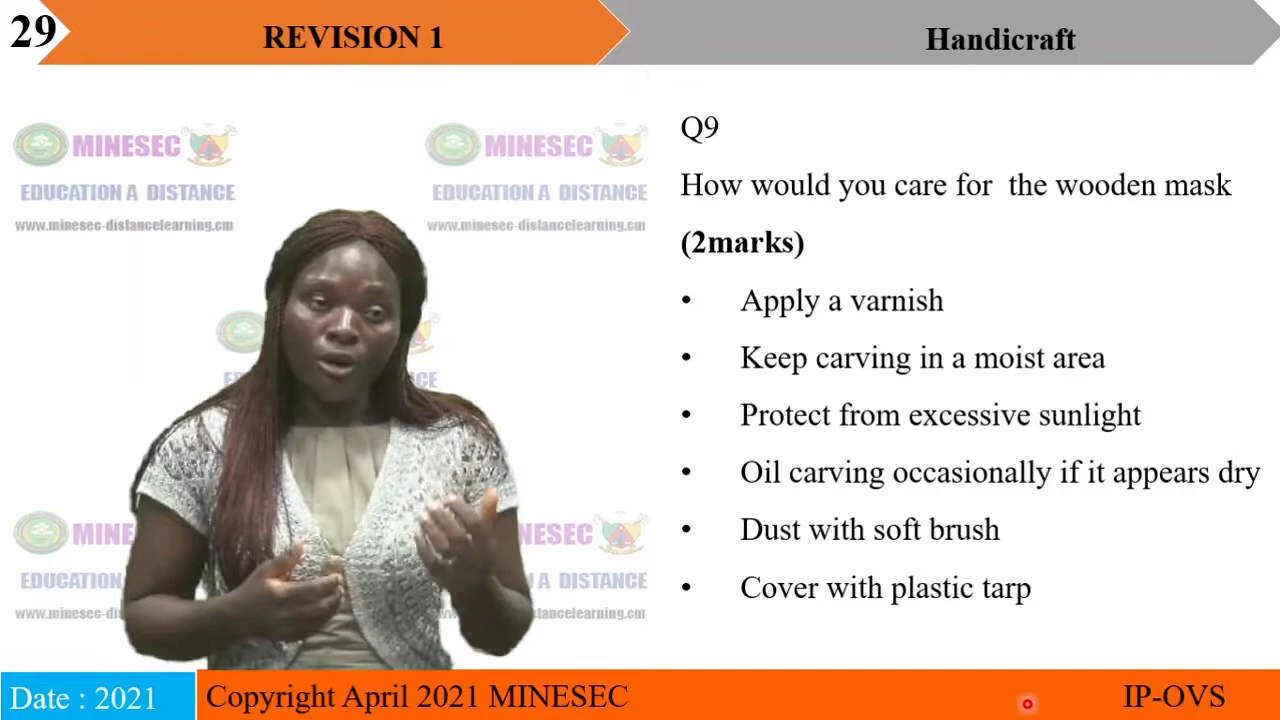 29
REVISION 1
Handicraft
MINESEC
EDUCATION A DISTANCE
www.minesec-distancelearning.cm
MINESEC
EDUCATION A DISTANCE
www.minesec-distancelearning.cm
Q9
How would you care for the wooden mask
(2marks)
• Apply a varnish
• Keep carving in a moist area
• Protect from excessive sunlight
• Oil carving occasionally if it appears dry
• Dust with soft brush
• Cover with plastic tarp
Date : 2021
Copyright April 2021 MINESEC
IP-OVS